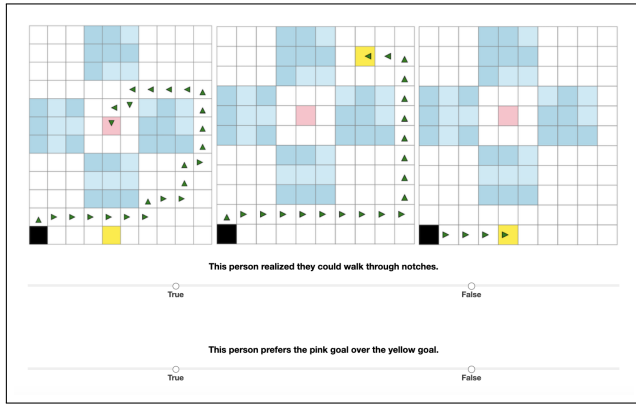 This person realized they could walk through notches.
True
False
This person prefers the pink goal over the yellow goal.
True
False